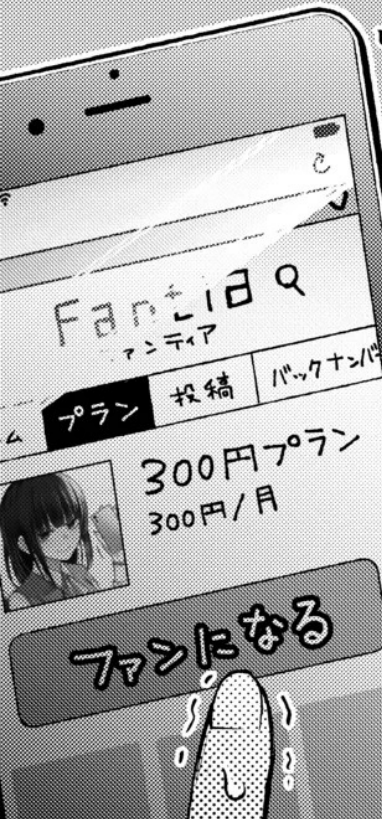 Fantia
ァンティア
ム プラン 投稿 バックナンバ
300円プラン
300円/月
ファンになる